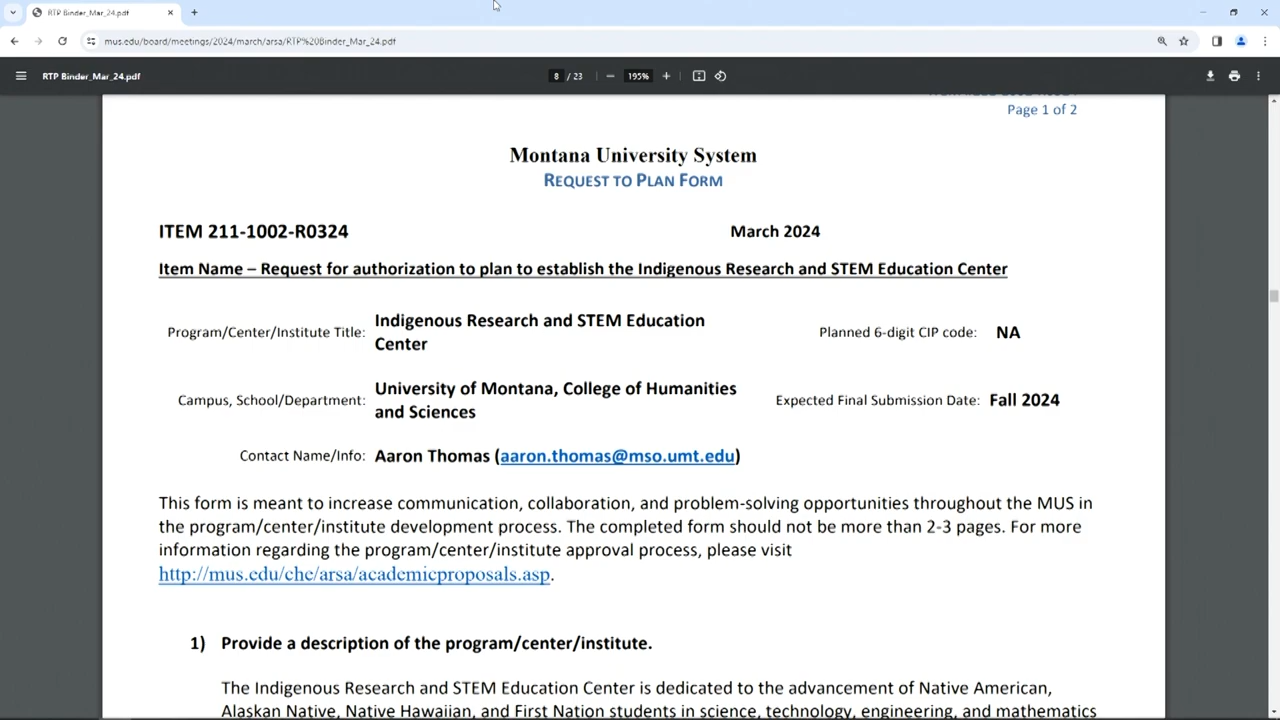 RTP Binder_Mar_24.pdf
mus.edu/board/meetings/2024/march/arsa/RTP%20Binder_Mar_24.pdf
RTP Binder_Mar_24.pdf
8 / 23
195%
Page 1 of 2
Montana University System
REQUEST TO PLAN FORM
ITEM 211-1002-R0324 March 2024
Item Name – Request for authorization to plan to establish the Indigenous Research and STEM Education Center
Program/Center/Institute Title: Indigenous Research and STEM Education Center Planned 6-digit CIP code: NA
Campus, School/Department: University of Montana, College of Humanities and Sciences Expected Final Submission Date: Fall 2024
Contact Name/Info: Aaron Thomas (aaron.thomas@mso.umt.edu)
This form is meant to increase communication, collaboration, and problem-solving opportunities throughout the MUS in
the program/center/institute development process. The completed form should not be more than 2-3 pages. For more
information regarding the program/center/institute approval process, please visit
http://mus.edu/che/arsa/academicproposals.asp.
1) Provide a description of the program/center/institute.
The Indigenous Research and STEM Education Center is dedicated to the advancement of Native American,
Alaskan Native, Native Hawaiian, and First Nation students in science, technology, engineering, and mathematics